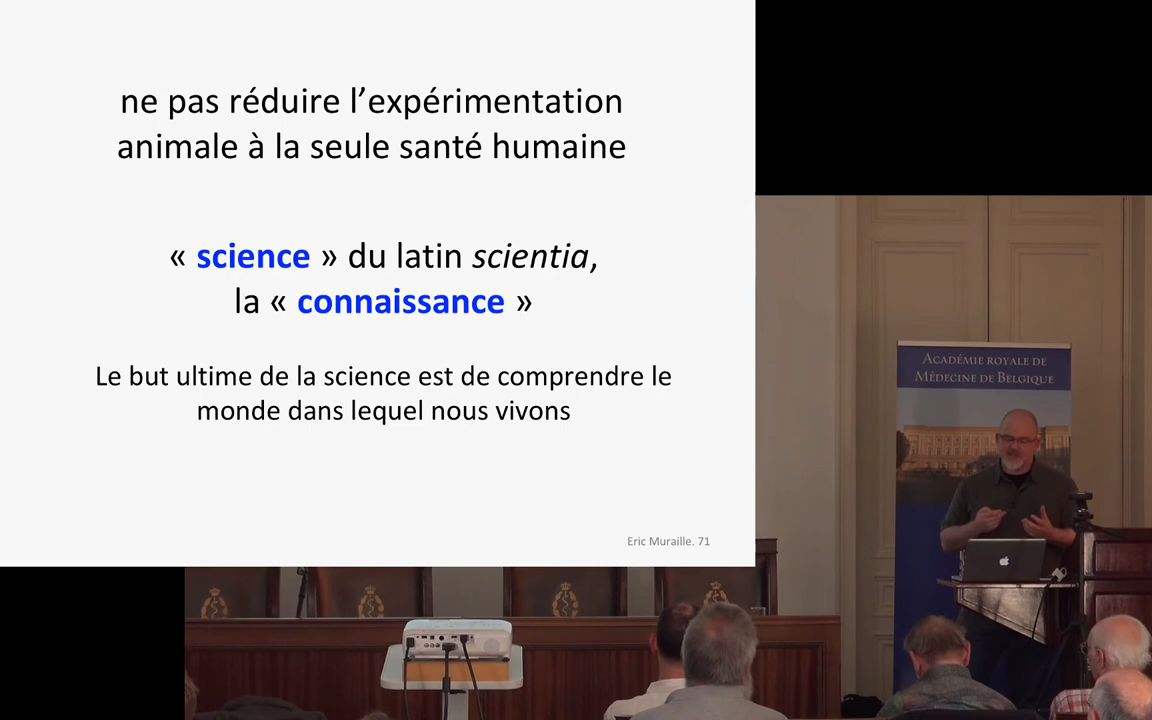 ne pas réduire l’expérimentation
animale à la seule santé humaine
« science » du latin scientia,
la « connaissance »
Le but ultime de la science est de comprendre le
monde dans lequel nous vivons
Eric Muraille. 71
Académie royale de
Médecine de Belgique